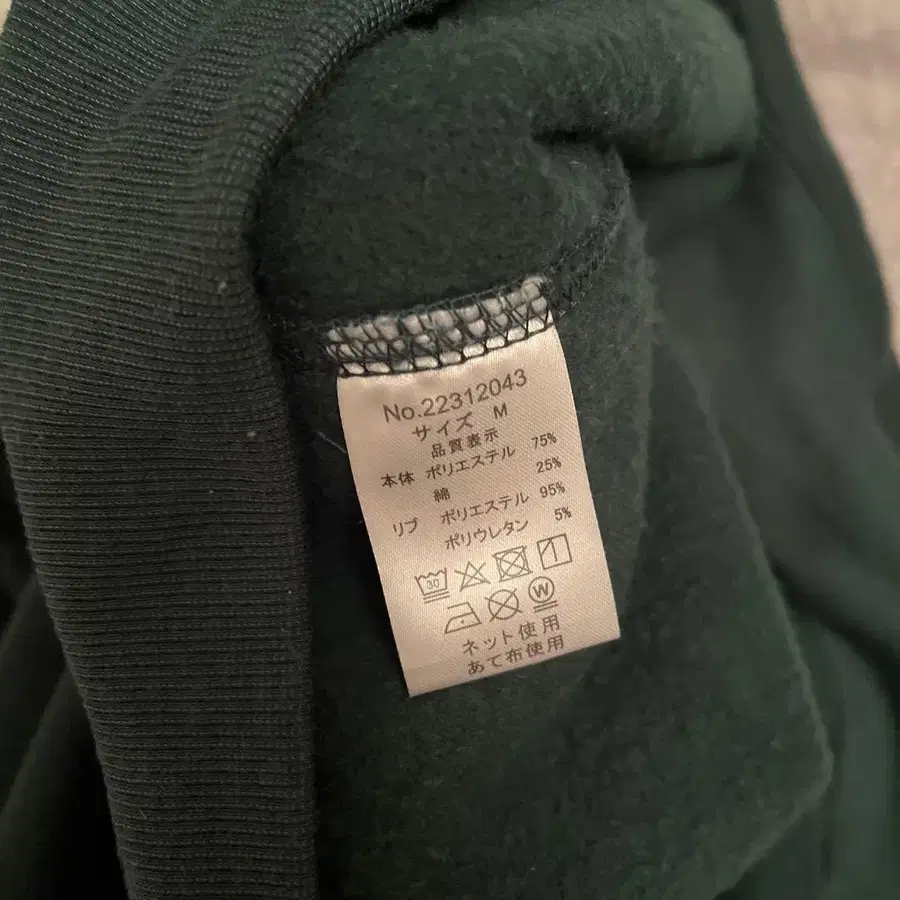 No.22312043
サイズ M
品質表示
本体 ポリエステル 75%
綿 25%
リブ ポリエステル 95%
ポリウレタン 5%
30
W
ネット使用
あて布使用